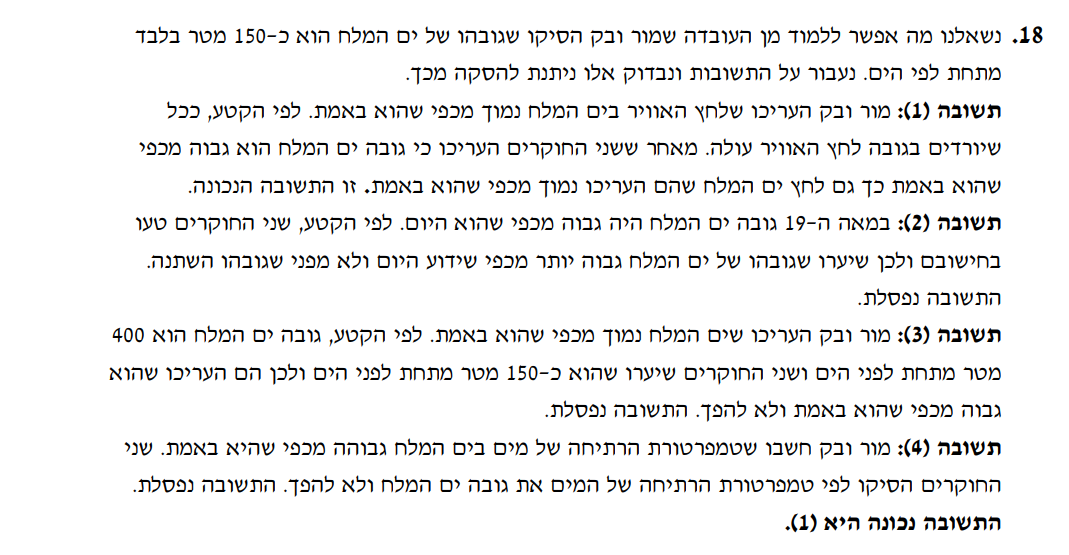 18. נשאלנו מה אפשר ללמוד מן העובדה שמור ובק הסיקו שגובהו של ים המלח הוא כ-150 מטר בלבד
מתחת לפי הים. נעבור על התשובות ונבדוק אלו ניתנת להסקה מכך.
תשובה (1): מור ובק העריכו שלחץ האוויר בים המלח נמוך מכפי שהוא באמת. לפי הקטע, ככל
שיורדים בגובה לחץ האוויר עולה. מאחר ששני החוקרים העריכו כי גובה ים המלח הוא גבוה מכפי
שהוא באמת כך גם לחץ ים המלח שהם העריכו נמוך מכפי שהוא באמת. זו התשובה הנכונה.
תשובה (2): במאה ה-19 גובה ים המלח היה גבוה מכפי שהוא היום. לפי הקטע, שני החוקרים טעו
בחישובם ולכן שיערו שגובהו של ים המלח גבוה יותר מכפי שידוע היום ולא מפני שגובהו השתנה.
התשובה נפסלת.
תשובה (3): מור ובק העריכו שים המלח נמוך מכפי שהוא באמת. לפי הקטע, גובה ים המלח הוא 400
מטר מתחת לפני הים ושני החוקרים שיערו שהוא כ-150 מטר מתחת לפני הים ולכן הם העריכו שהוא
גבוה מכפי שהוא באמת ולא להפך. התשובה נפסלת.
תשובה (4): מור ובק חשבו שטמפרטורת הרתיחה של מים בים המלח גבוהה מכפי שהיא באמת. שני
החוקרים הסיקו לפי טמפרטורת הרתיחה של המים את גובה ים המלח ולא להפך. התשובה נפסלת.
התשובה נכונה היא (1).